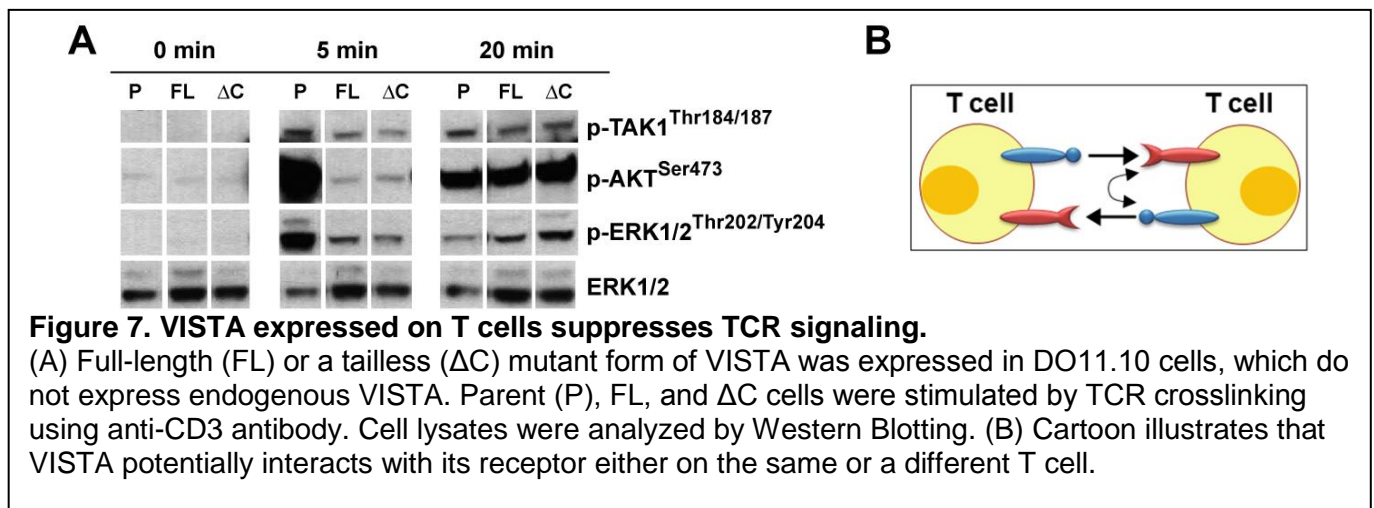 A
0 min 5 min 20 min
P FL ΔC P FL ΔC P FL ΔC
p-TAK1Thr184/187
p-AKTSer473
p-ERK1/2Thr202/Tyr204
ERK1/2
B
T cell T cell
Figure 7. VISTA expressed on T cells suppresses TCR signaling.
(A) Full-length (FL) or a tailless (ΔC) mutant form of VISTA was expressed in DO11.10 cells, which do
not express endogenous VISTA. Parent (P), FL, and ΔC cells were stimulated by TCR crosslinking
using anti-CD3 antibody. Cell lysates were analyzed by Western Blotting. (B) Cartoon illustrates that
VISTA potentially interacts with its receptor either on the same or a different T cell.